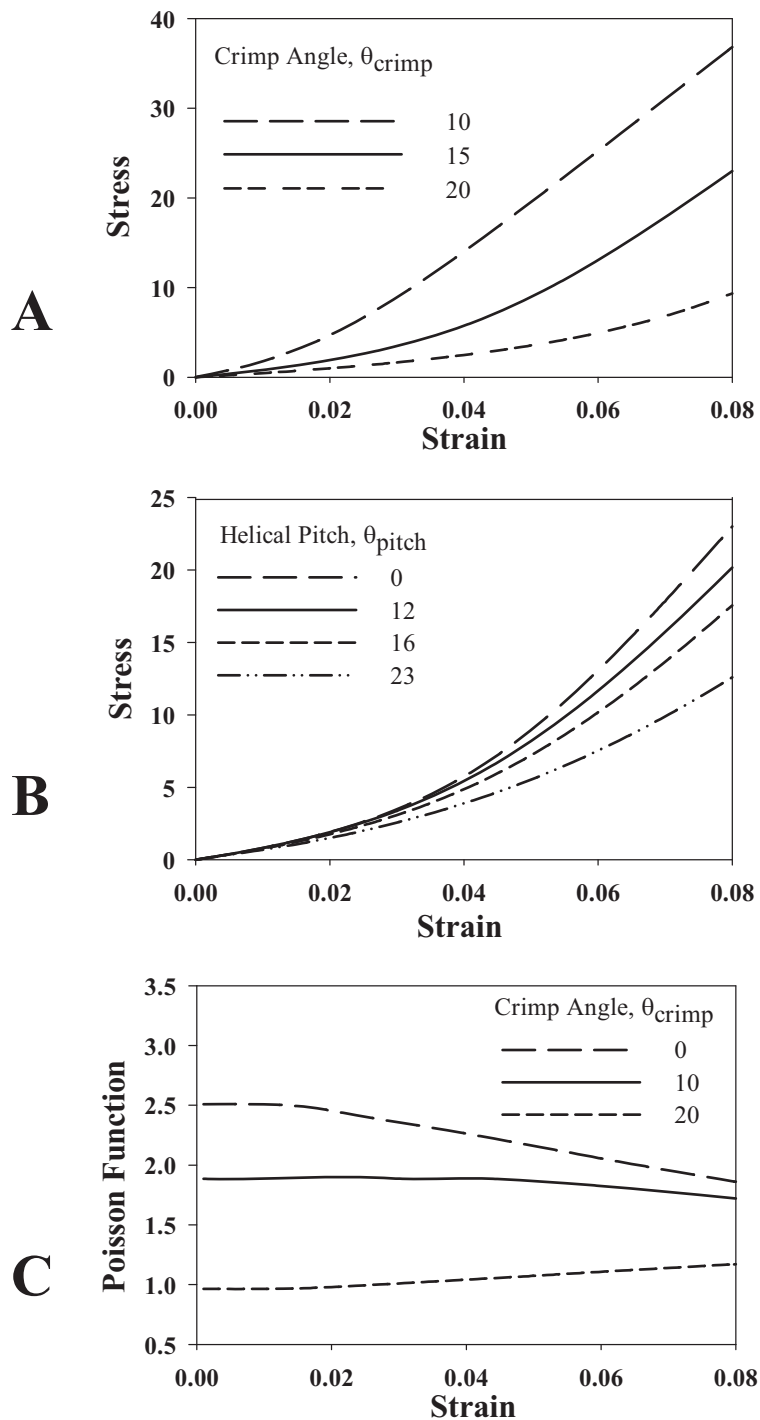 40
Crimp Angle, θcrimp
30
10
15
20
20
10
0
0.00 0.02 0.04 0.06 0.08
Stress
Strain
A
25
Helical Pitch, θpitch
20
0
12
16
23
15
10
5
0
0.00 0.02 0.04 0.06 0.08
Stress
Strain
B
3.5
Crimp Angle, θcrimp
3.0
0
10
20
2.5
2.0
1.5
1.0
0.5
0.00 0.02 0.04 0.06 0.08
Poisson Function
Strain
C